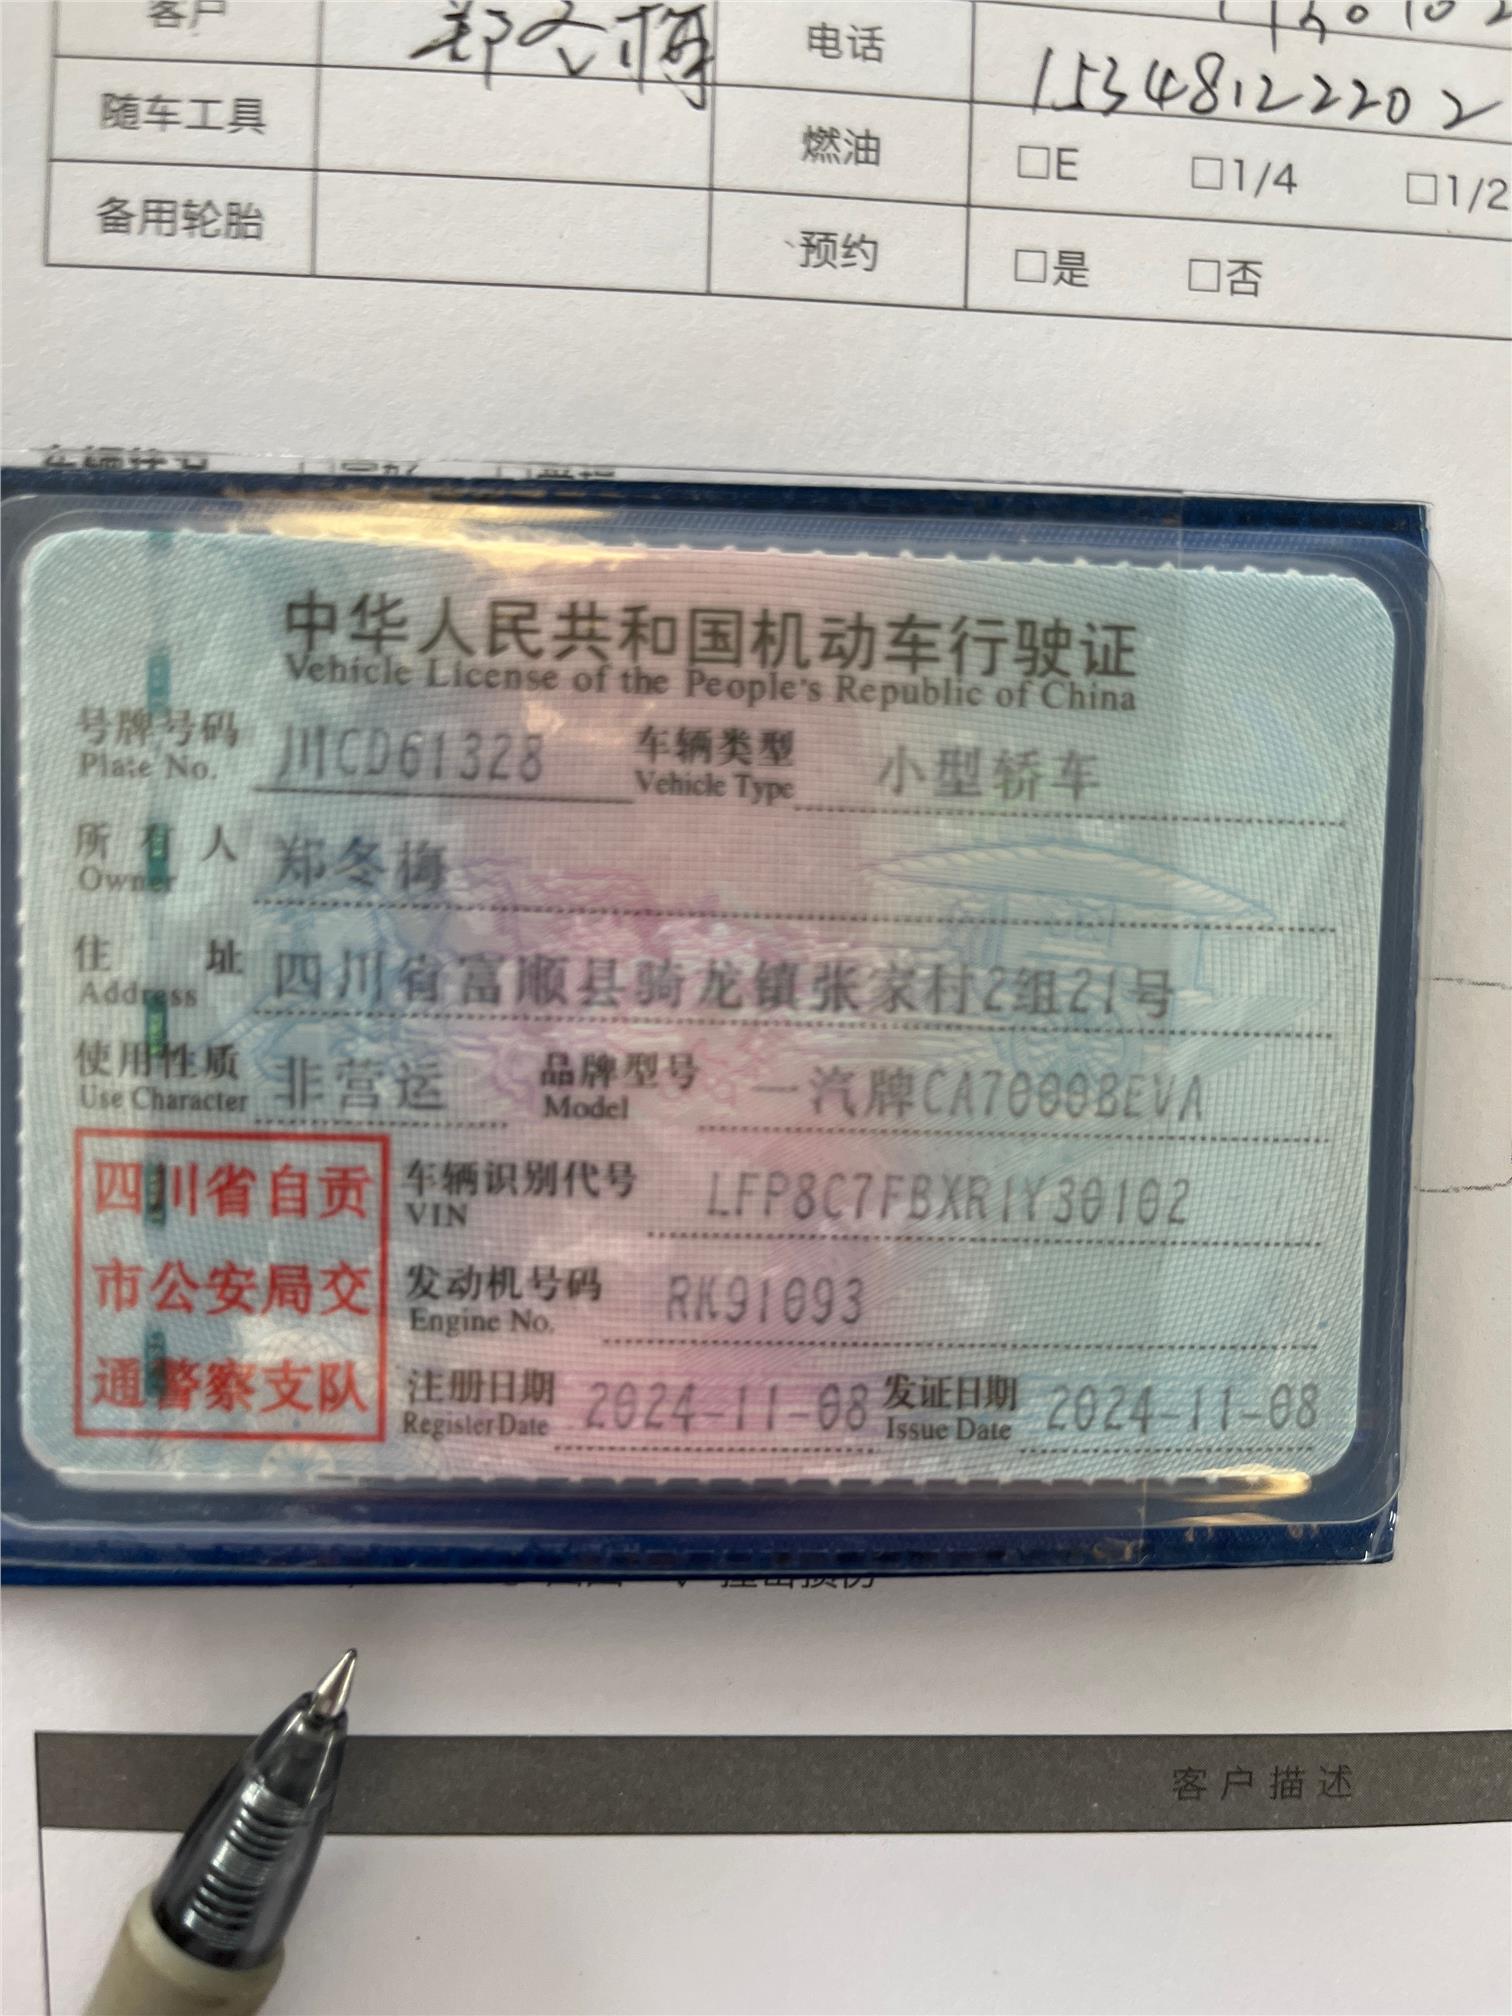 客户 郑冬梅 电话 15348122202
随车工具 燃油 □E □1/4 □1/2
备用轮胎 预约 □是 □否
中华人民共和国机动车行驶证
Vehicle License of the People's Republic of China
号牌号码 川CD61328 车辆类型 小型轿车
Plate No. Vehicle Type
所有人 郑冬梅
Owner
住址 四川省富顺县骑龙镇张家村2组21号
Address
使用性质 非营运 品牌型号 一汽牌CA7000BEVA
Use Character Model
四川省自贡
市公安局交
通警察支队
车辆识别代号 LFP8C7FBXR1Y30102
VIN
发动机号码 RK91093
Engine No.
注册日期 2024-11-08 发证日期 2024-11-08
Register Date Issue Date
客户描述